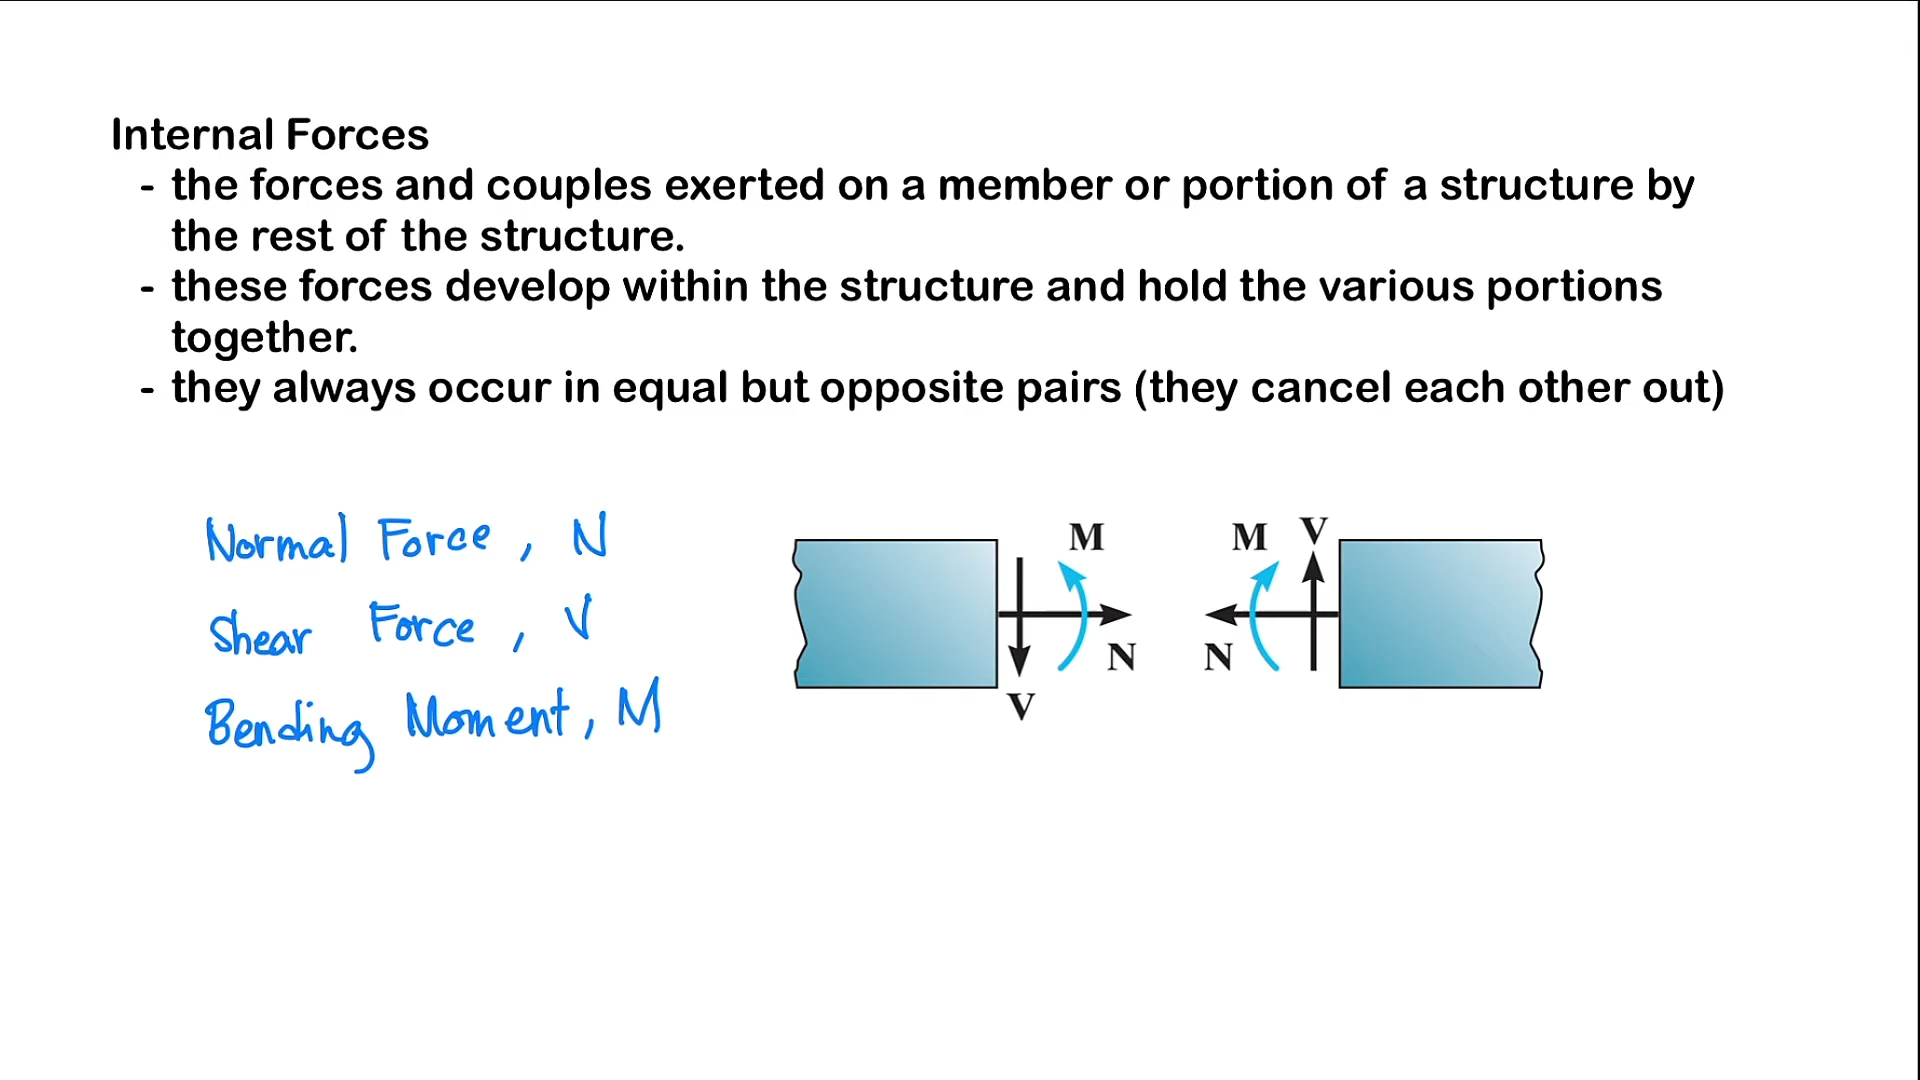 Internal Forces
- the forces and couples exerted on a member or portion of a structure by
the rest of the structure.
- these forces develop within the structure and hold the various portions
together.
- they always occur in equal but opposite pairs (they cancel each other out)
Normal Force, N
Shear Force, V
Bending Moment, M
M
N
V
M V
N